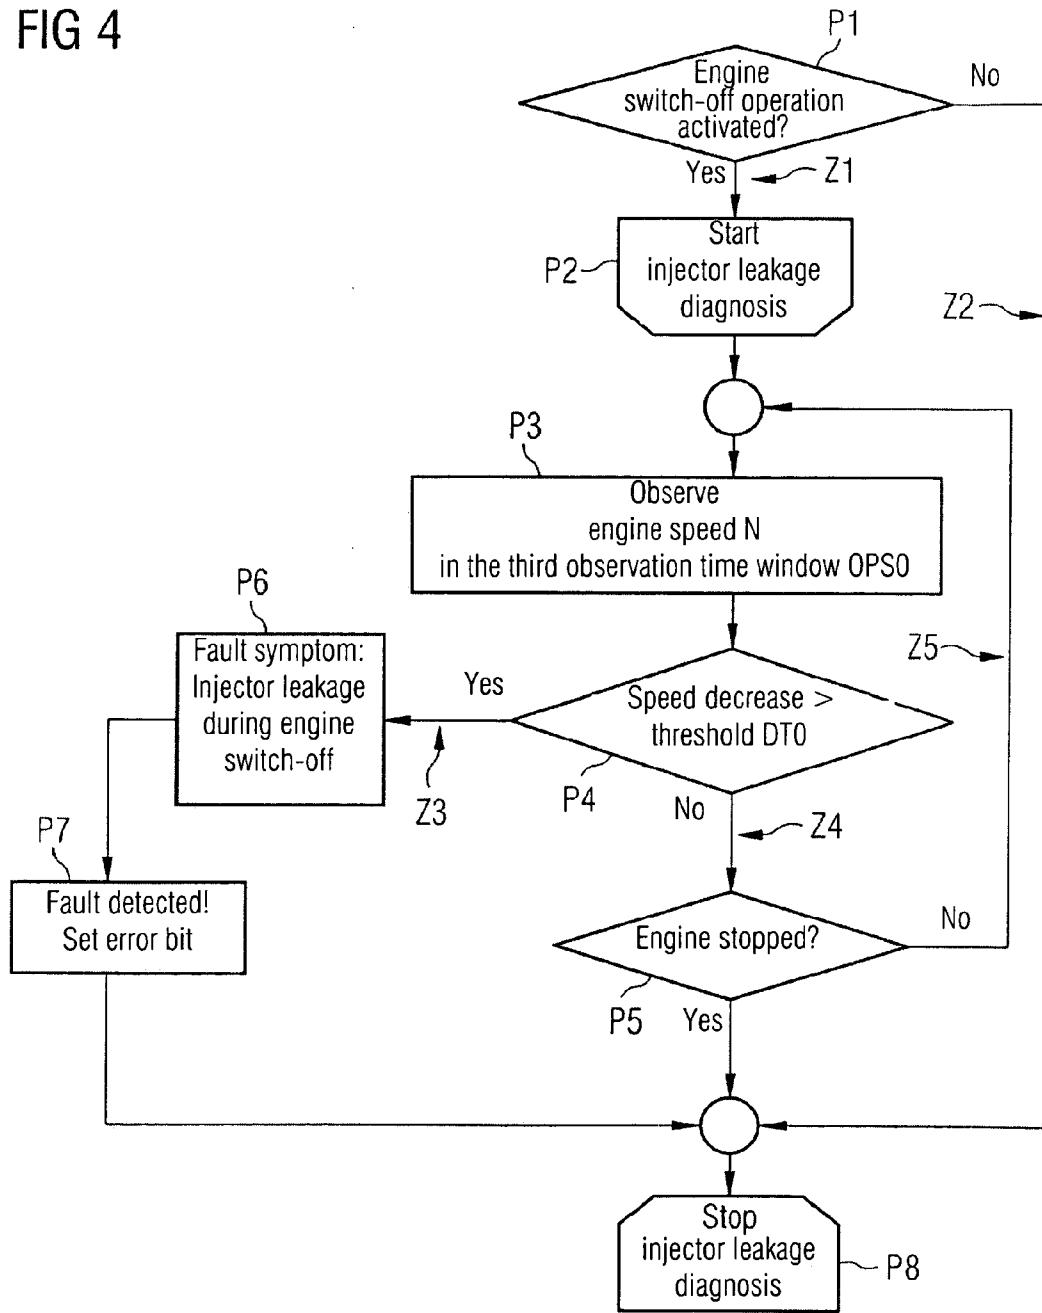 FIG 4
P1
Engine
switch-off operation
activated?
No
Yes
Z1
Start
injector leakage
diagnosis
P2
Z2
P3
Observe
engine speed N
in the third observation time window OPS0
P6
Fault symptom:
Injector leakage
during engine
switch-off
Yes
Z3
Speed decrease >
threshold DT0
P4
Z5
No
Z4
P7
Fault detected!
Set error bit
Engine stopped?
No
P5
Yes
Stop
injector leakage
diagnosis
P8